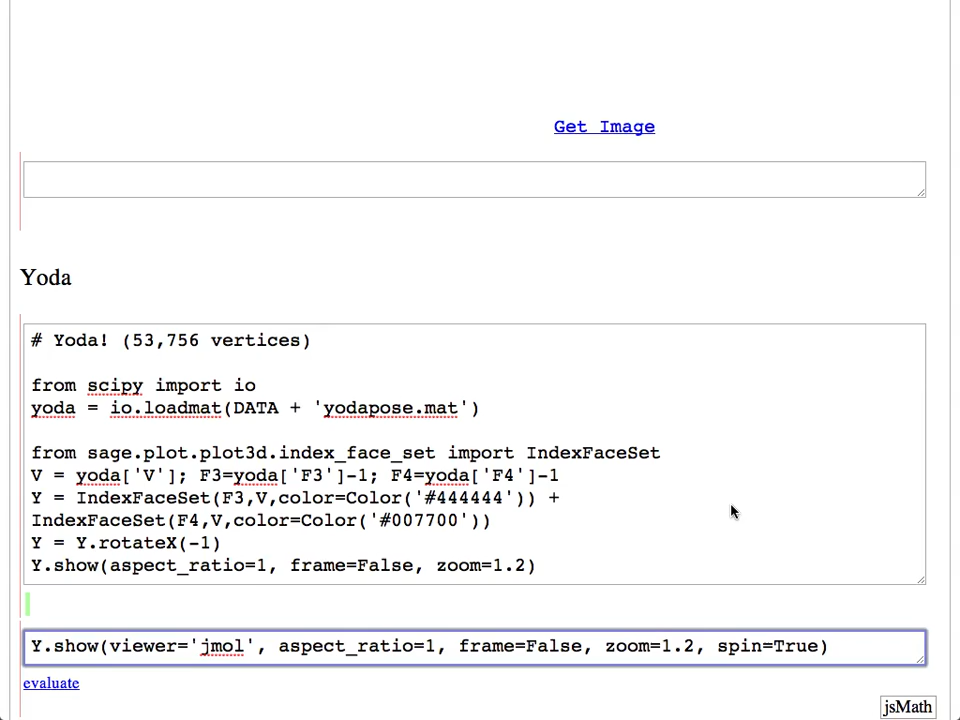 Get Image
Yoda
# Yoda! (53,756 vertices)
from scipy import io
yoda = io.loadmat(DATA + 'yodapose.mat')
from sage.plot.plot3d.index_face_set import IndexFaceSet
V = yoda['V']; F3=yoda['F3']-1; F4=yoda['F4']-1
Y = IndexFaceSet(F3,V,color=Color('#444444')) +
IndexFaceSet(F4,V,color=Color('#007700'))
Y = Y.rotateX(-1)
Y.show(aspect_ratio=1, frame=False, zoom=1.2)
Y.show(viewer='jmol', aspect_ratio=1, frame=False, zoom=1.2, spin=True)
evaluate
jsMath